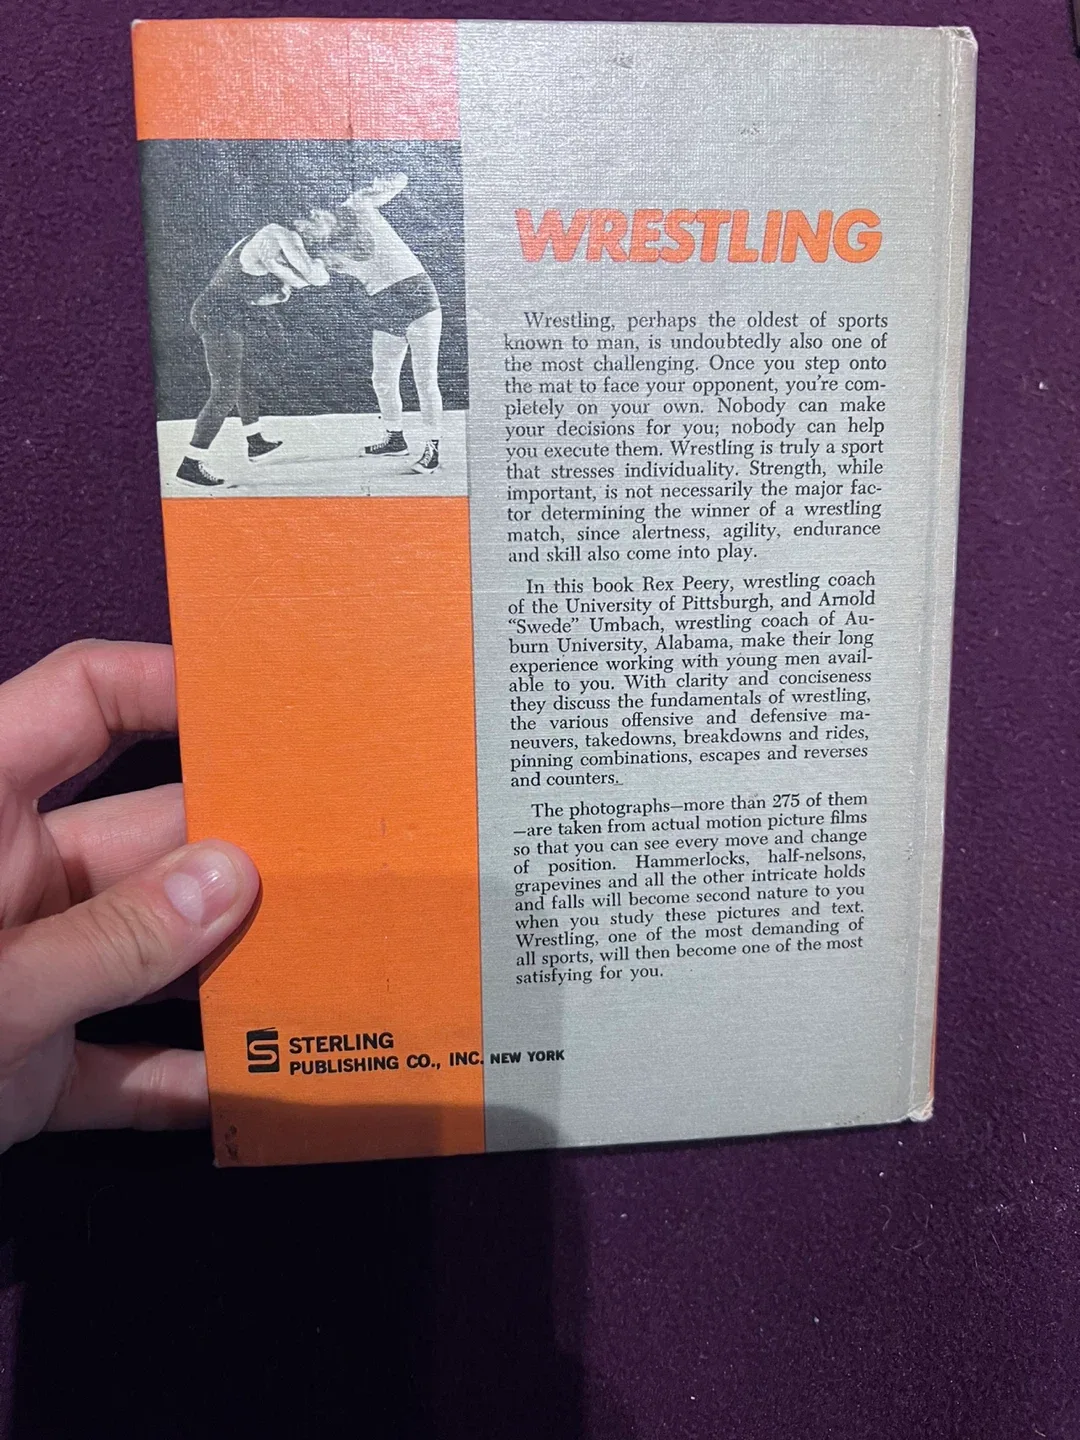 WRESTLING
Wrestling, perhaps the oldest of sports
known to man, is undoubtedly also one of
the most challenging. Once you step onto
the mat to face your opponent, you're com-
pletely on your own. Nobody can make
your decisions for you; nobody can help
you execute them. Wrestling is truly a sport
that stresses individuality. Strength, while
important, is not necessarily the major fac-
tor determining the winner of a wrestling
match, since alertness, agility, endurance
and skill also come into play.
In this book Rex Peery, wrestling coach
of the University of Pittsburgh, and Arnold
“Swede” Umbach, wrestling coach of Au-
burn University, Alabama, make their long
experience working with young men avail-
able to you. With clarity and conciseness
they discuss the fundamentals of wrestling,
the various offensive and defensive ma-
neuvers, takedowns, breakdowns and rides,
pinning combinations, escapes and reverses
and counters.
The photographs—more than 275 of them
—are taken from actual motion picture films
so that you can see every move and change
of position. Hammerlocks, half-nelsons,
grapevines and all the other intricate holds
and falls will become second nature to you
when you study these pictures and text.
Wrestling, one of the most demanding of
all sports, will then become one of the most
satisfying for you.
S STERLING
PUBLISHING CO., INC. NEW YORK